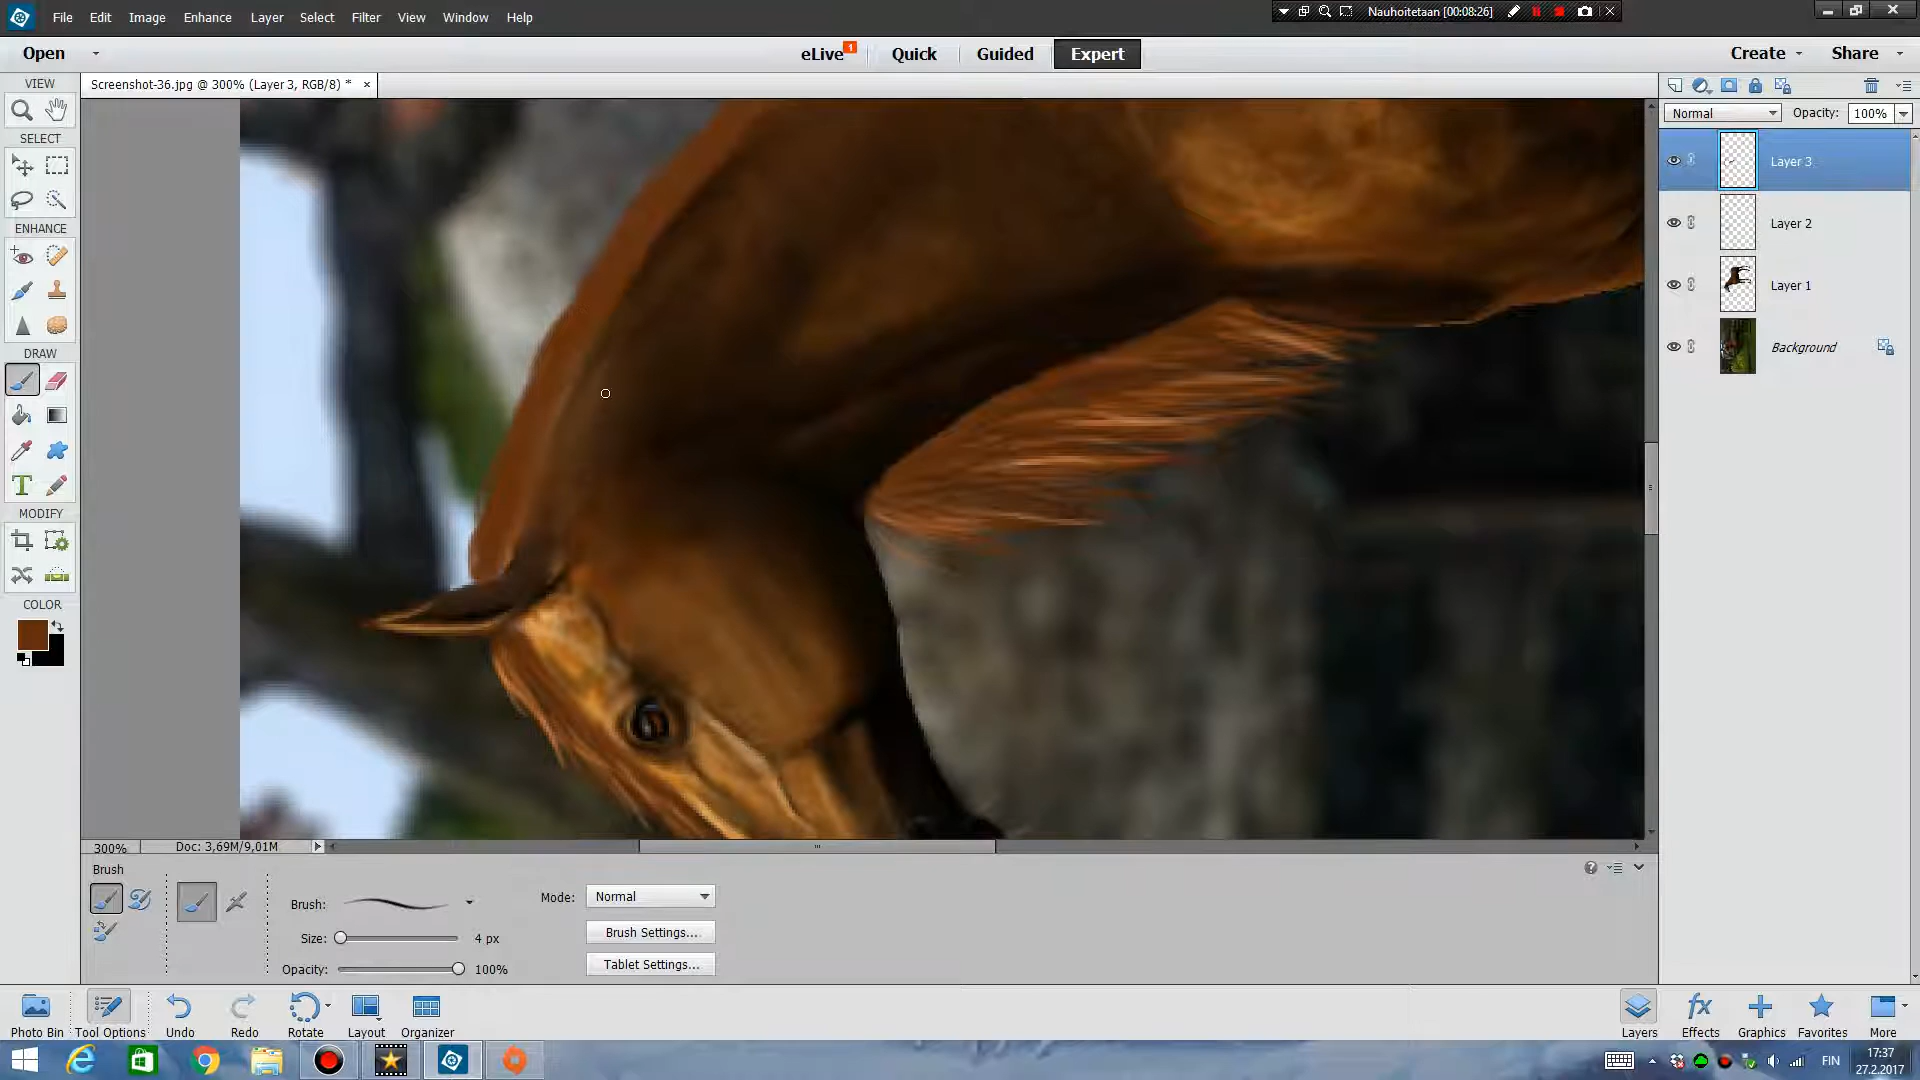 File Edit Image Enhance Layer Select Filter View Window Help
Nauhoitetaan [00:08:26]
Open
eLive 1 Quick Guided Expert
Create Share
VIEW
Screenshot-36.jpg @ 300% (Layer 3, RGB/8) * ×
Normal Opacity: 100%
SELECT
Layer 3
Layer 2
ENHANCE
Layer 1
Background
DRAW
T
MODIFY
COLOR
300% Doc: 3,69M/9,01M
Brush
Brush:
Mode: Normal
Size: 4 px
Brush Settings...
Opacity: 100%
Tablet Settings...
Photo Bin Tool Options Undo Redo Rotate Layout Organizer
fx
Layers Effects Graphics Favorites More
FIN
17:37
27.2.2017